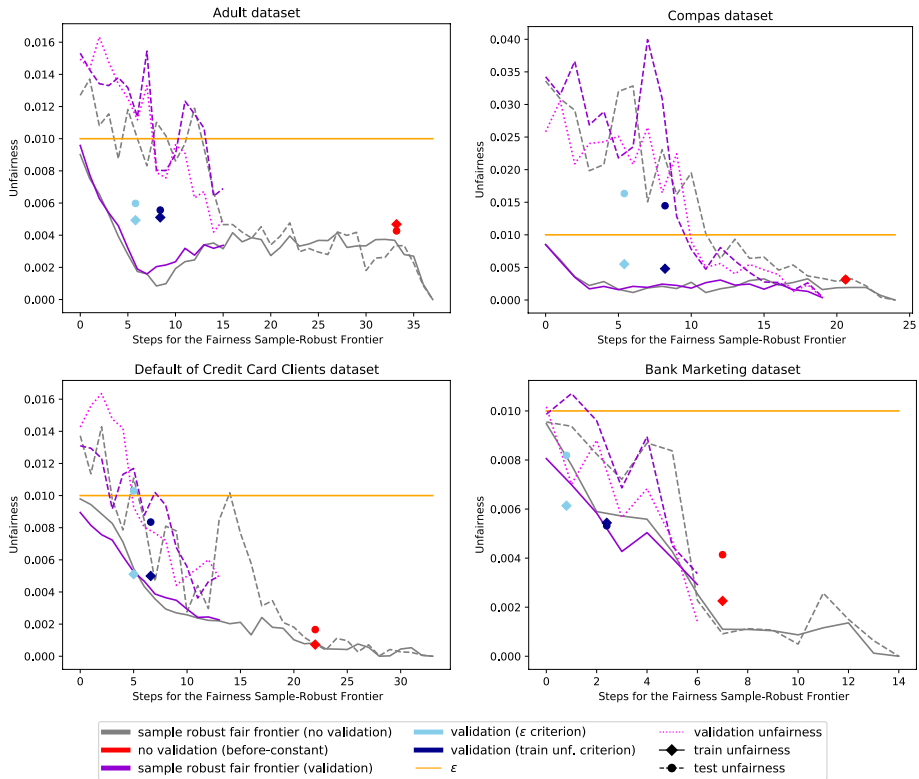 Adult dataset
0.016
0.014
0.012
0.010
0.008
0.006
0.004
0.002
0.000
Unfairness
0 5 10 15 20 25 30 35
Steps for the Fairness Sample-Robust Frontier
Compas dataset
0.040
0.035
0.030
0.025
0.020
0.015
0.010
0.005
0.000
Unfairness
0 5 10 15 20 25
Steps for the Fairness Sample-Robust Frontier
Default of Credit Card Clients dataset
0.016
0.014
0.012
0.010
0.008
0.006
0.004
0.002
0.000
Unfairness
0 5 10 15 20 25 30
Steps for the Fairness Sample-Robust Frontier
Bank Marketing dataset
0.010
0.008
0.006
0.004
0.002
0.000
Unfairness
0 2 4 6 8 10 12 14
Steps for the Fairness Sample-Robust Frontier
sample robust fair frontier (no validation)
no validation (before-constant)
sample robust fair frontier (validation)
validation (ε criterion)
validation (train unf. criterion)
ε
validation unfairness
train unfairness
test unfairness